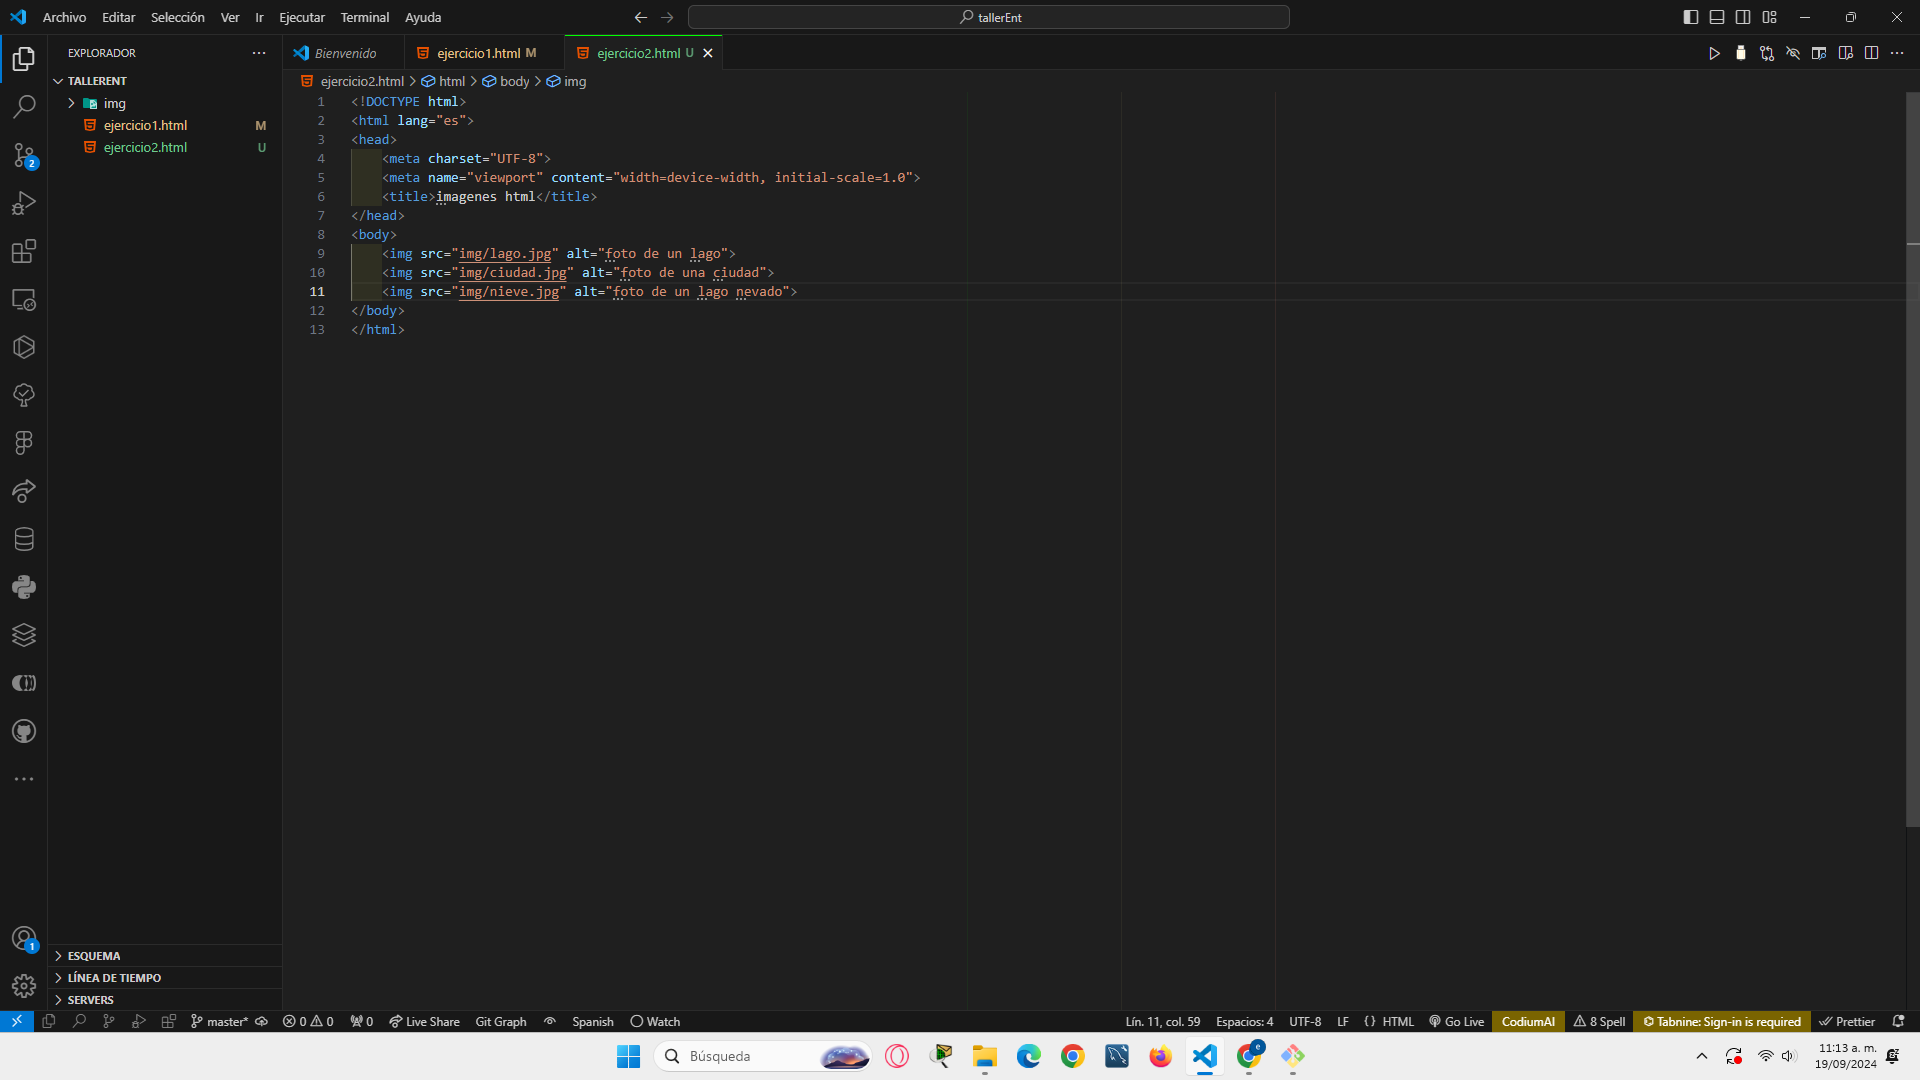 Archivo Editar Selección Ver Ir Ejecutar Terminal Ayuda
tallerEnt
EXPLORADOR
TALLERENT
img
ejercicio1.html M
ejercicio2.html U
Bienvenido
ejercicio1.html M
ejercicio2.html U
ejercicio2.html > html > body > img
1 <!DOCTYPE html>
2 <html lang="es">
3 <head>
4 <meta charset="UTF-8">
5 <meta name="viewport" content="width=device-width, initial-scale=1.0">
6 <title>imagenes html</title>
7 </head>
8 <body>
9 <img src="img/lago.jpg" alt="foto de un lago">
10 <img src="img/ciudad.jpg" alt="foto de una ciudad">
11 <img src="img/nieve.jpg" alt="foto de un lago nevado">
12 </body>
13 </html>
2
1
ESQUEMA
LÍNEA DE TIEMPO
SERVERS
master* 0 0 0 Live Share Git Graph Spanish Watch
Lín. 11, col. 59 Espacios: 4 UTF-8 LF {} HTML Go Live CodiumAI 8 Spell Tabnine: Sign-in is required Prettier
Búsqueda
e
11:13 a. m.
19/09/2024